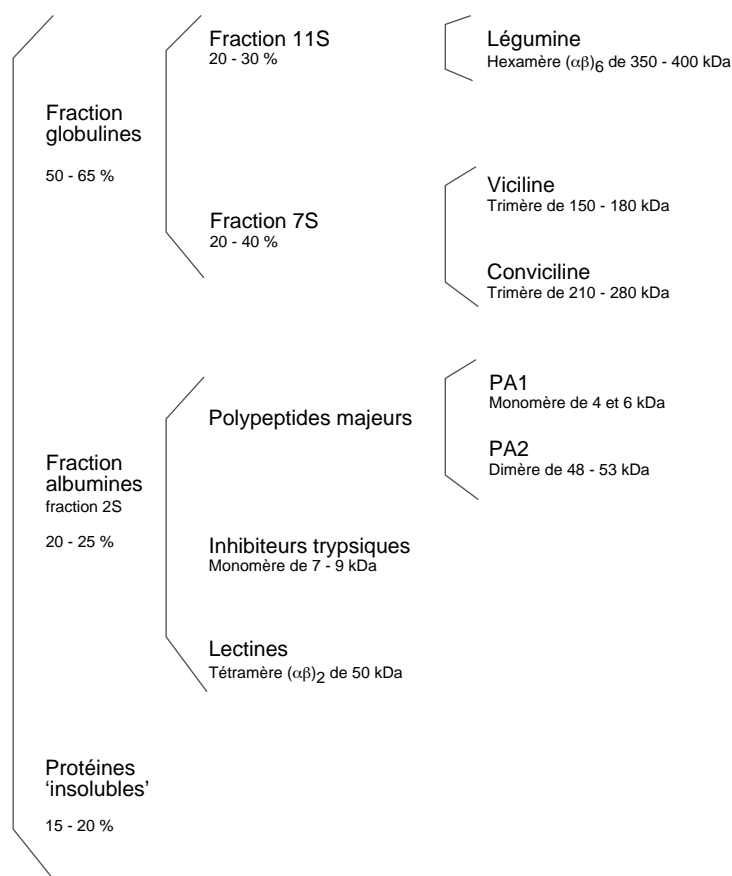 Fraction 11S
20 - 30 %
Légumine
Hexamère (αβ)6 de 350 - 400 kDa
Fraction
globulines
50 - 65 %
Fraction 7S
20 - 40 %
Viciline
Trimère de 150 - 180 kDa
Conviciline
Trimère de 210 - 280 kDa
Fraction
albumines
fraction 2S
20 - 25 %
Polypeptides majeurs
PA1
Monomère de 4 et 6 kDa
PA2
Dimère de 48 - 53 kDa
Inhibiteurs trypsiques
Monomère de 7 - 9 kDa
Lectines
Tétramère (αβ)2 de 50 kDa
Protéines
‘insolubles’
15 - 20 %